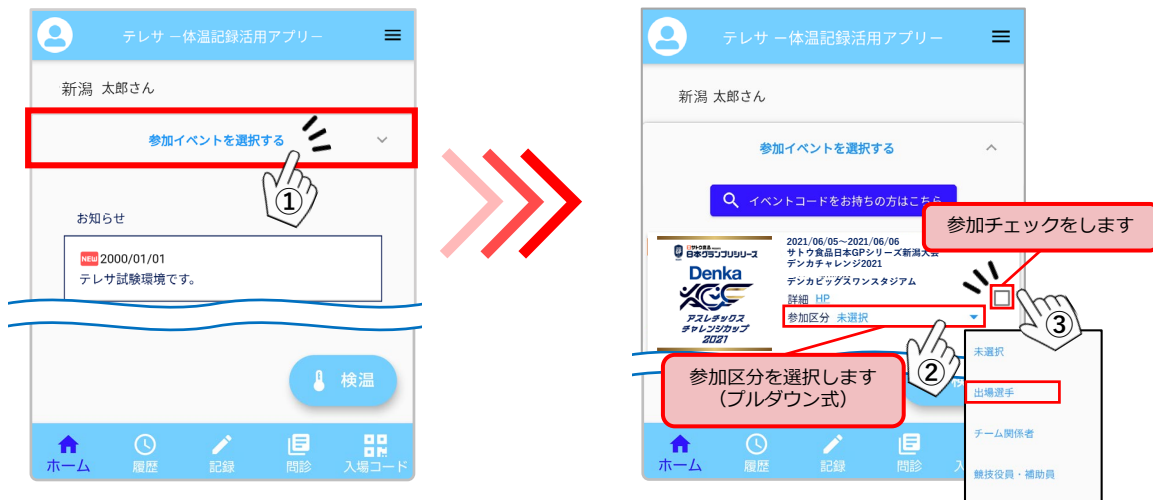 テレサ －体温記録活用アプリ－
新潟 太郎さん
参加イベントを選択する
①
お知らせ
NEW 2000/01/01
テレサ試験環境です。
検温
ホーム
履歴
記録
問診
入場コード
テレサ －体温記録活用アプリ－
新潟 太郎さん
参加イベントを選択する
イベントコードをお持ちの方はこちら
参加チェックをします
日本グランプリシリーズ
Denka
アスレチックス
チャレンジカップ
2021
2021/06/05~2021/06/06
サトウ食品日本GPシリーズ新潟大会
デンカチャレンジ2021
デンカビッグスワンスタジアム
詳細 HP
参加区分 未選択
②
③
参加区分を選択します
（プルダウン式）
未選択
出場選手
チーム関係者
競技役員・補助員
ホーム
履歴
記録
問診